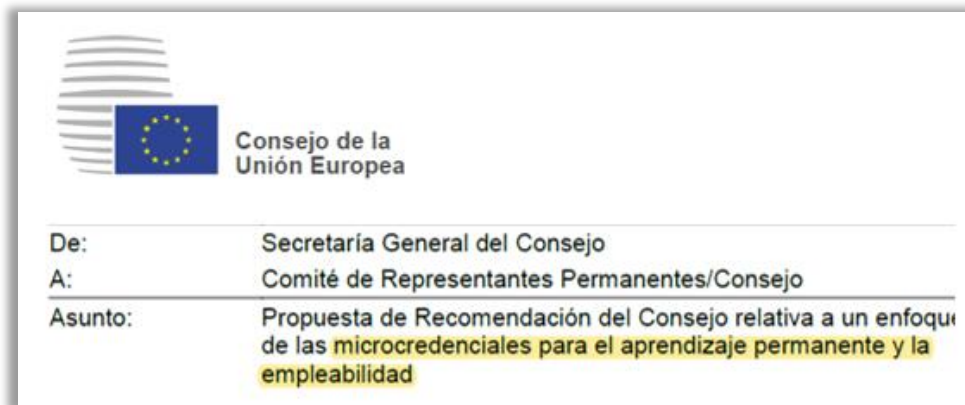 Consejo de la
Unión Europea
De: Secretaría General del Consejo
A: Comité de Representantes Permanentes/Consejo
Asunto: Propuesta de Recomendación del Consejo relativa a un enfoque
de las microcredenciales para el aprendizaje permanente y la
empleabilidad